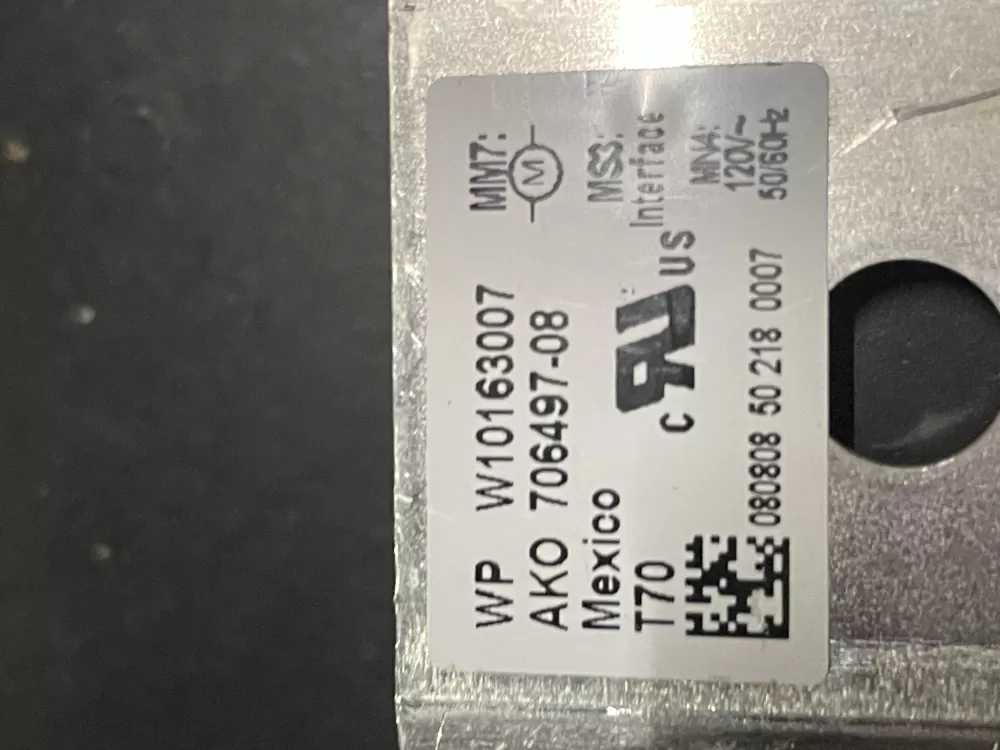 WP W10163007
AKO 706497-08
Mexico
T70
c RU US
080808 50 218 0007
MM7:
M
MS3:
Interface
MN4:
120V~
50/60Hz